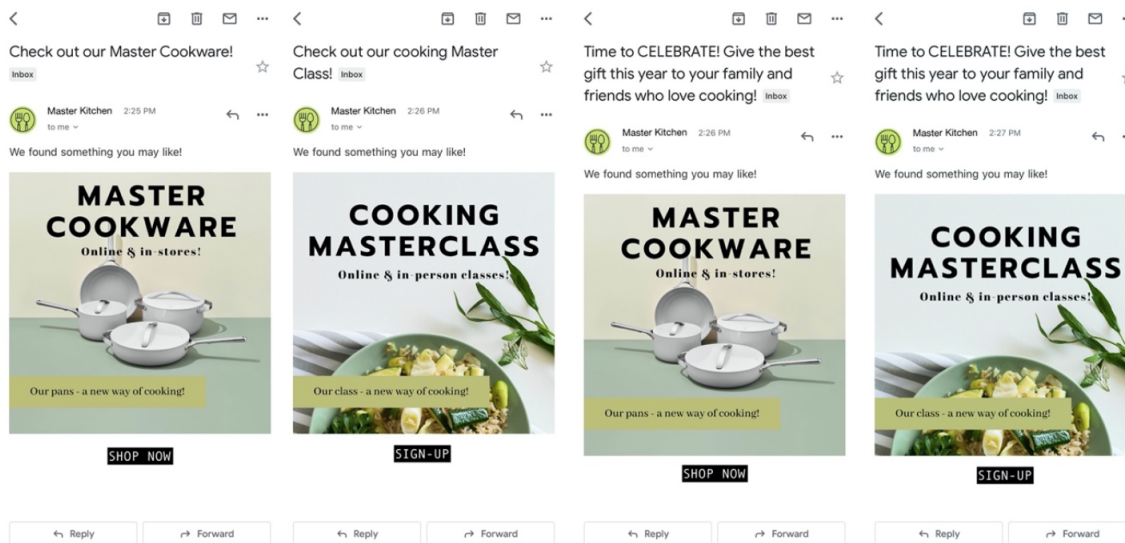 Check out our Master Cookware!
Inbox
Master Kitchen 2:25 PM
to me
We found something you may like!
MASTER
COOKWARE
Online & in-stores!
Our pans - a new way of cooking!
SHOP NOW
Reply Forward
Check out our cooking Master
Class! Inbox
Master Kitchen 2:26 PM
to me
We found something you may like!
COOKING
MASTERCLASS
Online & in-person classes!
Our class - a new way of cooking!
SIGN-UP
Reply Forward
Time to CELEBRATE! Give the best
gift this year to your family and
friends who love cooking! Inbox
Master Kitchen 2:26 PM
to me
We found something you may like!
MASTER
COOKWARE
Online & in-stores!
Our pans - a new way of cooking!
SHOP NOW
Reply Forward
Time to CELEBRATE! Give the best
gift this year to your family and
friends who love cooking! Inbox
Master Kitchen 2:27 PM
to me
We found something you may like!
COOKING
MASTERCLASS
Online & in-person classes!
Our class - a new way of cooking!
SIGN-UP
Reply Forward